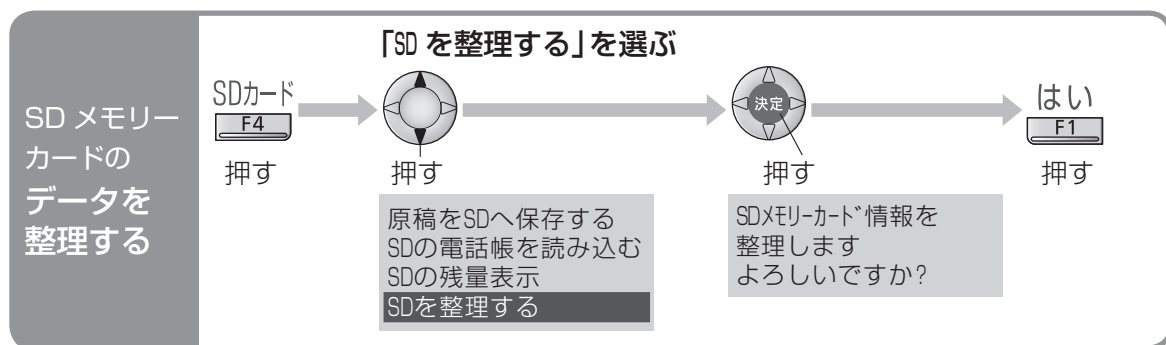 SD メモリー
カードの
データを
整理する
「SD を整理する」を選ぶ
SDカード
F4
押す
押す
原稿をSDへ保存する
SDの電話帳を読み込む
SDの残量表示
SDを整理する
決定
押す
SDメモリーカード情報を
整理します
よろしいですか?
はい
F1
押す